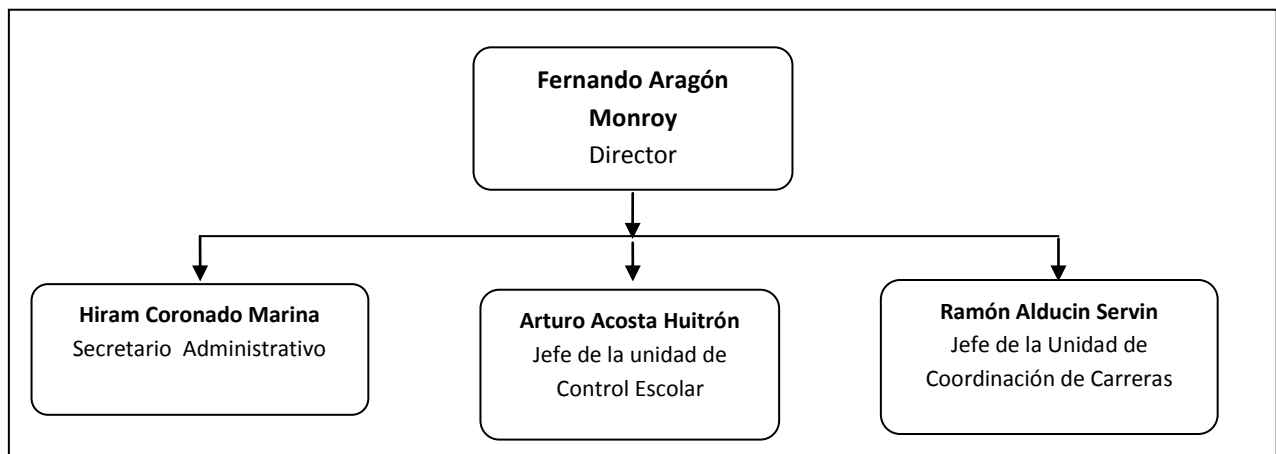 Fernando Aragón
Monroy
Director
Hiram Coronado Marina
Secretario Administrativo
Arturo Acosta Huitrón
Jefe de la unidad de
Control Escolar
Ramón Alducin Servin
Jefe de la Unidad de
Coordinación de Carreras